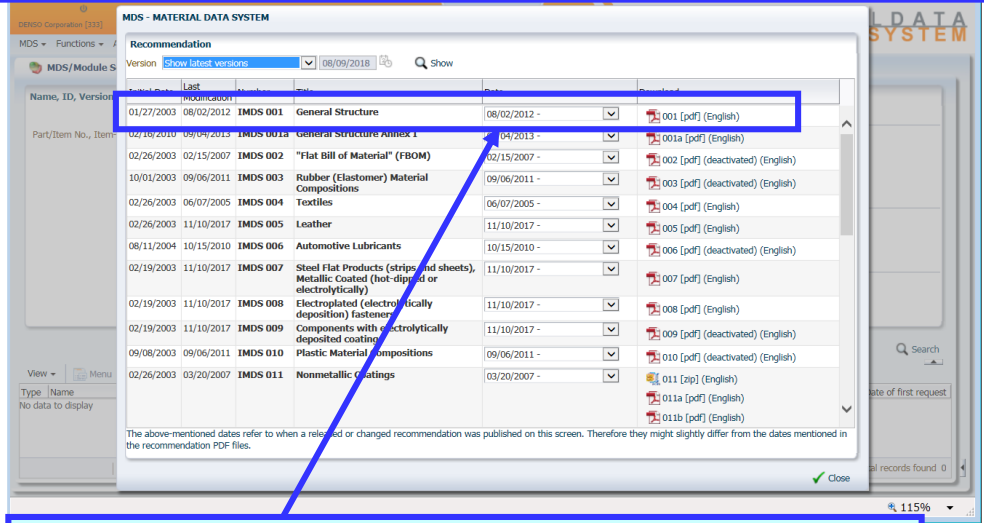 DENSO Corporation [333]
MDS - MATERIAL DATA SYSTEM
L DATA
SYSTEM
MDS Functions A
Recommendation
MDS/Module S
Version Show latest versions 08/09/2018 Show
Initial Date Last Modification Number Title Date Download
Name, ID, Version
01/27/2003 08/02/2012 IMDS 001 General Structure 08/02/2012 - 001 [pdf] (English)
Part/Item No., Item-
02/16/2010 09/04/2013 IMDS 001a General Structure Annex I /04/2013 - 001a [pdf] (English)
02/26/2003 02/15/2007 IMDS 002 "Flat Bill of Material" (FBOM) 02/15/2007 - 002 [pdf] (deactivated) (English)
10/01/2003 09/06/2011 IMDS 003 Rubber (Elastomer) Material 09/06/2011 - 003 [pdf] (deactivated) (English)
Compositions
02/26/2003 06/07/2005 IMDS 004 Textiles 06/07/2005 - 004 [pdf] (English)
02/26/2003 11/10/2017 IMDS 005 Leather 11/10/2017 - 005 [pdf] (English)
08/11/2004 10/15/2010 IMDS 006 Automotive Lubricants 10/15/2010 - 006 [pdf] (deactivated) (English)
02/19/2003 11/10/2017 IMDS 007 Steel Flat Products (strips and sheets), 11/10/2017 - 007 [pdf] (English)
Metallic Coated (hot-dipped or
electrolytically)
02/19/2003 11/10/2017 IMDS 008 Electroplated (electrolytically 11/10/2017 - 008 [pdf] (English)
deposition) fasteners
02/19/2003 11/10/2017 IMDS 009 Components with electrolytically 11/10/2017 - 009 [pdf] (deactivated) (English)
deposited coatings
09/08/2003 09/06/2011 IMDS 010 Plastic Material Compositions 09/06/2011 - 010 [pdf] (deactivated) (English)
Search
02/26/2003 03/20/2007 IMDS 011 Nonmetallic Coatings 03/20/2007 - 011 [zip] (English)
View Menu
011a [pdf] (English)
Type Name
Date of first request
No data to display
011b [pdf] (English)
The above-mentioned dates refer to when a released or changed recommendation was published on this screen. Therefore they might slightly differ from the dates mentioned in
the recommendation PDF files.
al records found 0
Close
115%